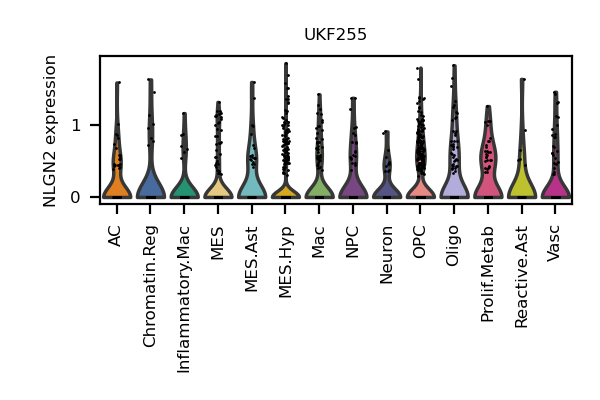 UKF255
NLGN2 expression
1
0
AC
Chromatin.Reg
Inflammatory.Mac
MES
MES.Ast
MES.Hyp
Mac
NPC
Neuron
OPC
Oligo
Prolif.Metab
Reactive.Ast
Vasc